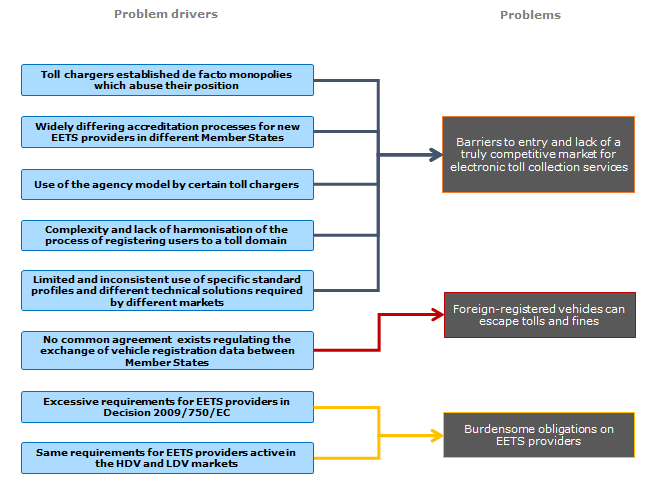 Problem drivers
Problems
Toll chargers established de facto monopolies
which abuse their position
Widely differing accreditation processes for new
EETS providers in different Member States
Use of the agency model by certain toll chargers
Complexity and lack of harmonisation of the
process of registering users to a toll domain
Limited and inconsistent use of specific standard
profiles and different technical solutions required
by different markets
Barriers to entry and lack of a
truly competitive market for
electronic toll collection services
No common agreement exists regulating the
exchange of vehicle registration data between
Member States
Foreign-registered vehicles can
escape tolls and fines
Excessive requirements for EETS providers in
Decision 2009/750/EC
Same requirements for EETS providers active in
the HDV and LDV markets
Burdensome obligations on
EETS providers